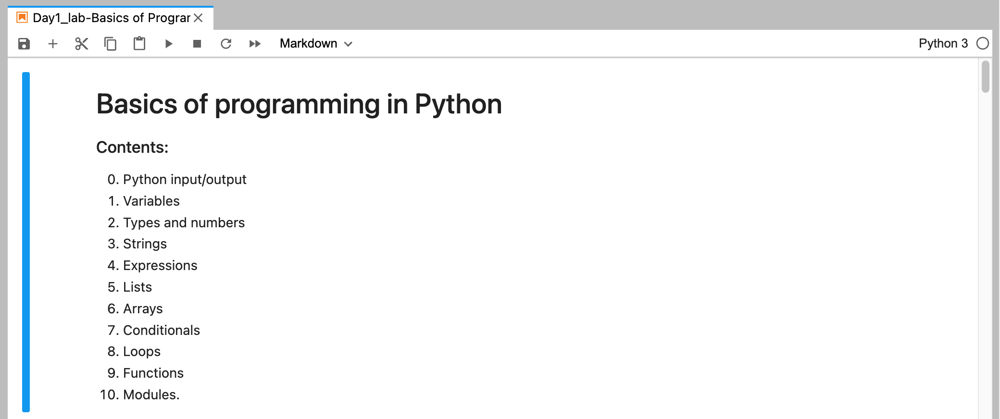 Day1_lab-Basics of Prograr
Markdown
Python 3
Basics of programming in Python
Contents:
0. Python input/output
1. Variables
2. Types and numbers
3. Strings
4. Expressions
5. Lists
6. Arrays
7. Conditionals
8. Loops
9. Functions
10. Modules.